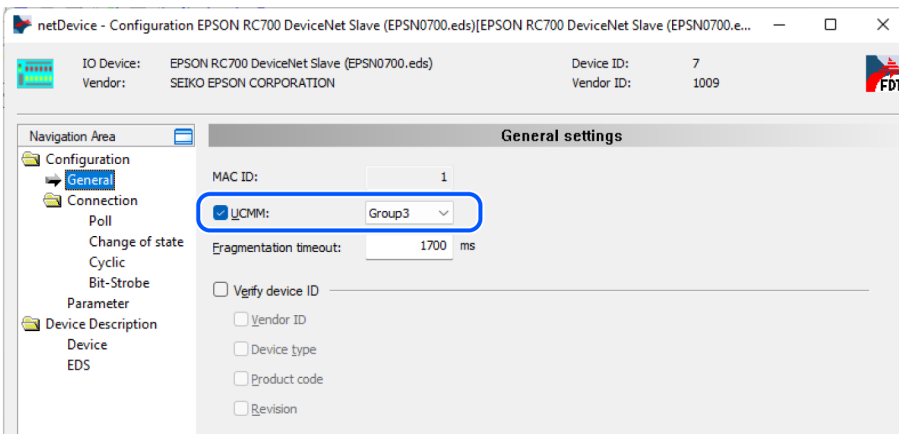 netDevice - Configuration EPSON RC700 DeviceNet Slave (EPSN0700.eds)[EPSON RC700 DeviceNet Slave (EPSN0700.e...
IO Device: EPSON RC700 DeviceNet Slave (EPSN0700.eds) Device ID: 7
Vendor: SEIKO EPSON CORPORATION Vendor ID: 1009
FDT
Navigation Area
General settings
Configuration
General
Connection
Poll
Change of state
Cyclic
Bit-Strobe
Parameter
Device Description
Device
EDS
MAC ID: 1
UCMM: Group3
Fragmentation timeout: 1700 ms
Verify device ID
Vendor ID
Device type
Product code
Revision